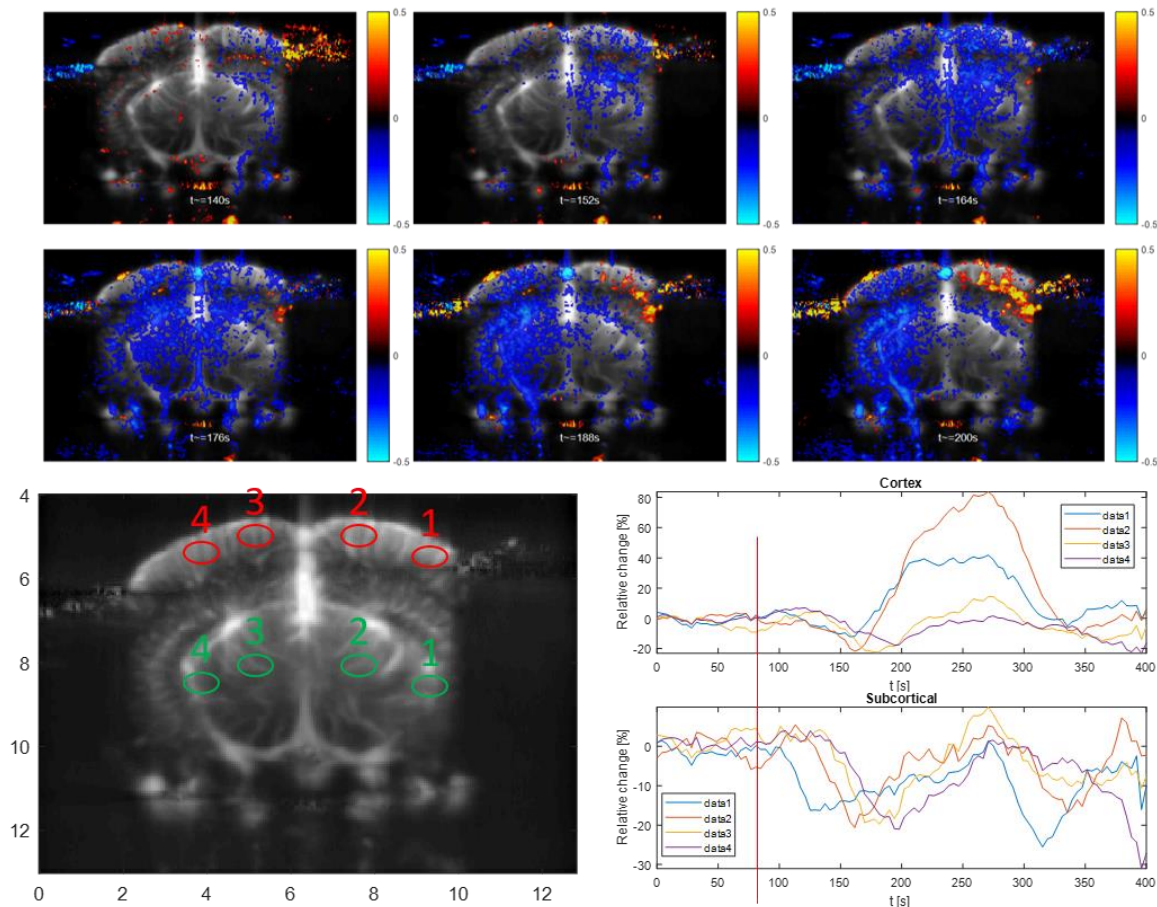 0.5
0
-0.5
t~=140s
0.5
0
-0.5
t~=152s
0.5
0
-0.5
t~=164s
0.5
0
-0.5
t~=176s
0.5
0
-0.5
t~=188s
0.5
0
-0.5
t~=200s
4
6
8
10
12
0 2 4 6 8 10 12
4 3 2 1
4 3 2 1
Cortex
Relative change [%]
80
60
40
20
0
-20
data1
data2
data3
data4
0 50 100 150 200 250 300 350 400
t [s]
Subcortical
Relative change [%]
0
-10
-20
-30
data1
data2
data3
data4
0 50 100 150 200 250 300 350 400
t [s]